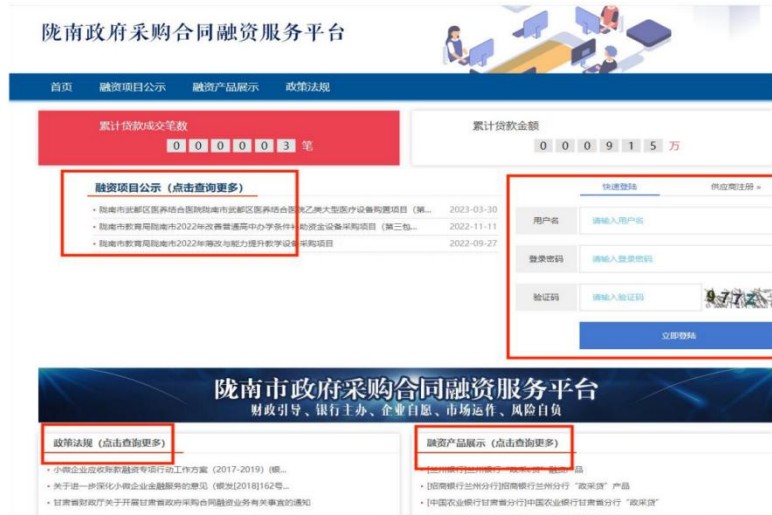 陇南政府采购合同融资服务平台
首页 融资项目公示 融资产品展示 政策法规
累计贷款成交笔数
0 0 0 0 0 3 笔
累计贷款金额
0 0 0 9 1 5 万
融资项目公示（点击查询更多）
・陇南市武都区医养结合医院陇南市武都区医养结合医院乙类大型医疗设备购置项目（第... 2023-03-30
・陇南市教育局陇南市2022年改善普通高中办学条件补助资金设备采购项目（第三包... 2022-11-11
・陇南市教育局陇南市2022年薄改与能力提升教学设备采购项目 2022-09-27
快速登陆 供应商注册 »
用户名 请输入用户名
登录密码 请输入登录密码
验证码 请输入验证码 977Z
立即登陆
陇南市政府采购合同融资服务平台
财政引导、银行主办、企业自愿、市场运作、风险自负
政策法规（点击查询更多）
・小微企业应收账款融资专项行动工作方案（2017-2019）(银...
・关于进一步深化小微企业金融服务的意见（银发[2018]162号...
・甘肃省财政厅关于开展甘肃省政府采购合同融资业务有关事宜的通知
融资产品展示（点击查询更多）
・[兰州银行]兰州银行“政采贷”融资产品
・[招商银行兰州分行]招商银行兰州分行“政采贷”产品
・[中国农业银行甘肃省分行]中国农业银行甘肃省分行“政采贷”